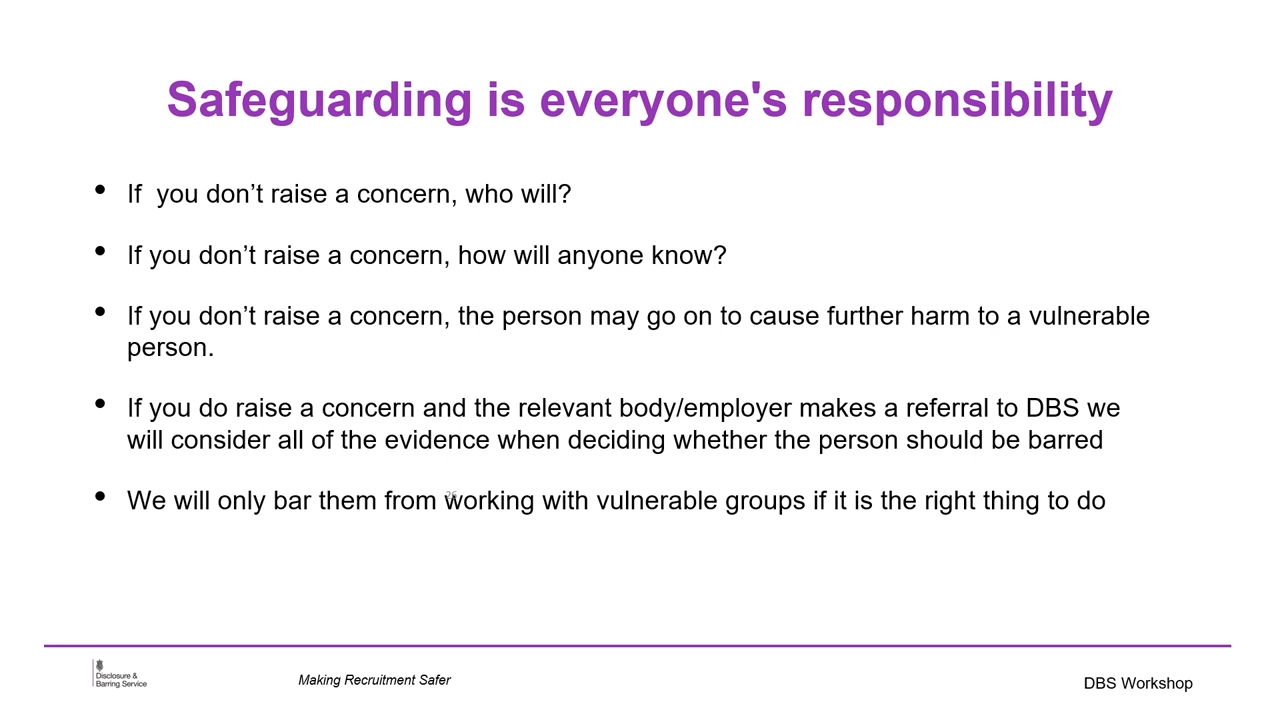 Safeguarding is everyone's responsibility
• If  you don’t raise a concern, who will?
• If you don’t raise a concern, how will anyone know?
• If you don’t raise a concern, the person may go on to cause further harm to a vulnerable
person.
• If you do raise a concern and the relevant body/employer makes a referral to DBS we
will consider all of the evidence when deciding whether the person should be barred
• We will only bar them from working with vulnerable groups if it is the right thing to do
Disclosure &
Barring Service
Making Recruitment Safer
DBS Workshop